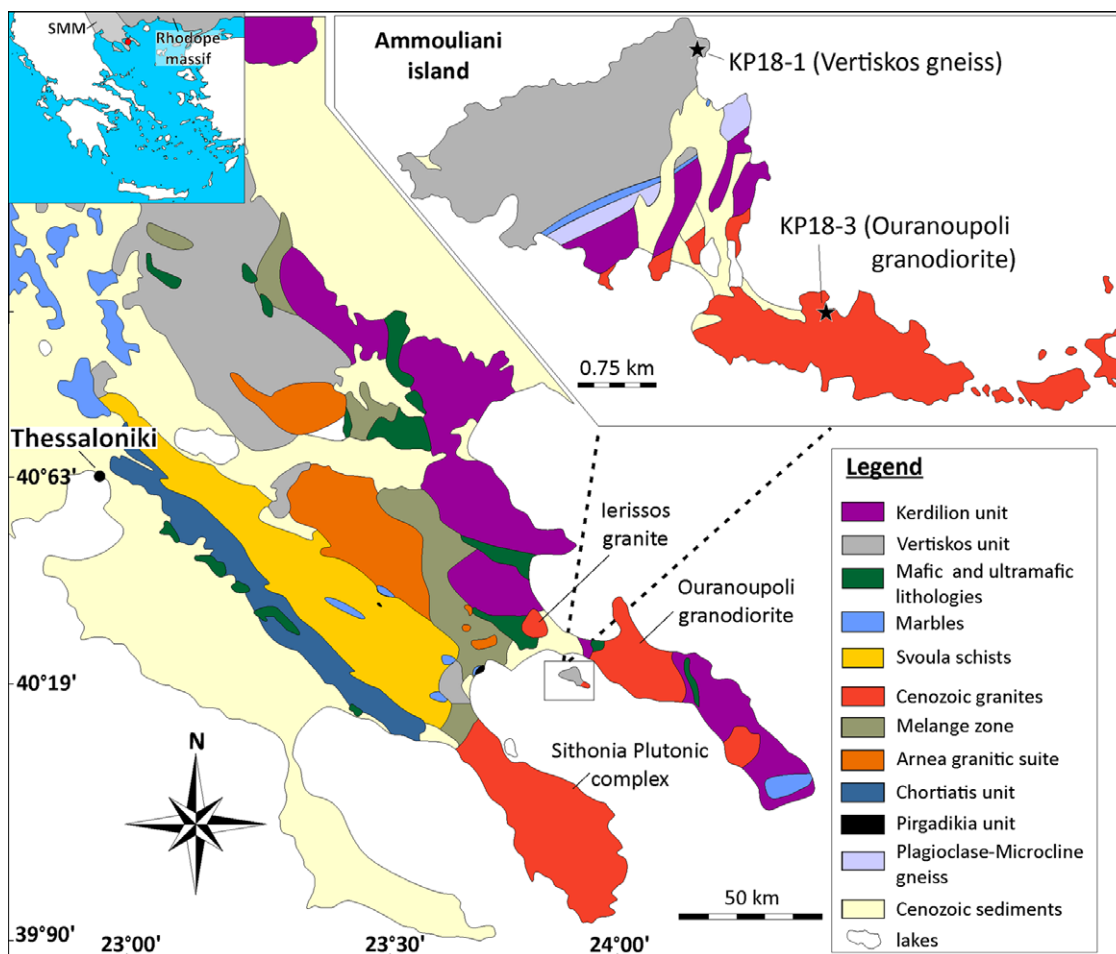 SMM
Rhodope
massif
Ammouliani
island
KP18-1 (Vertiskos gneiss)
KP18-3 (Ouranoupoli
granodiorite)
0.75 km
Thessaloniki
40°63'
Ierissos
granite
Ouranoupoli
granodiorite
40°19'
Sithonia Plutonic
complex
N
50 km
39°90'
23°00'
23°50'
24°00'
Legend
Kerdilion unit
Vertiskos unit
Mafic and ultramafic
lithologies
Marbles
Svoula schists
Cenozoic granites
Melange zone
Arnea granitic suite
Chortiatis unit
Pirgadikia unit
Plagioclase-Microcline
gneiss
Cenozoic sediments
lakes